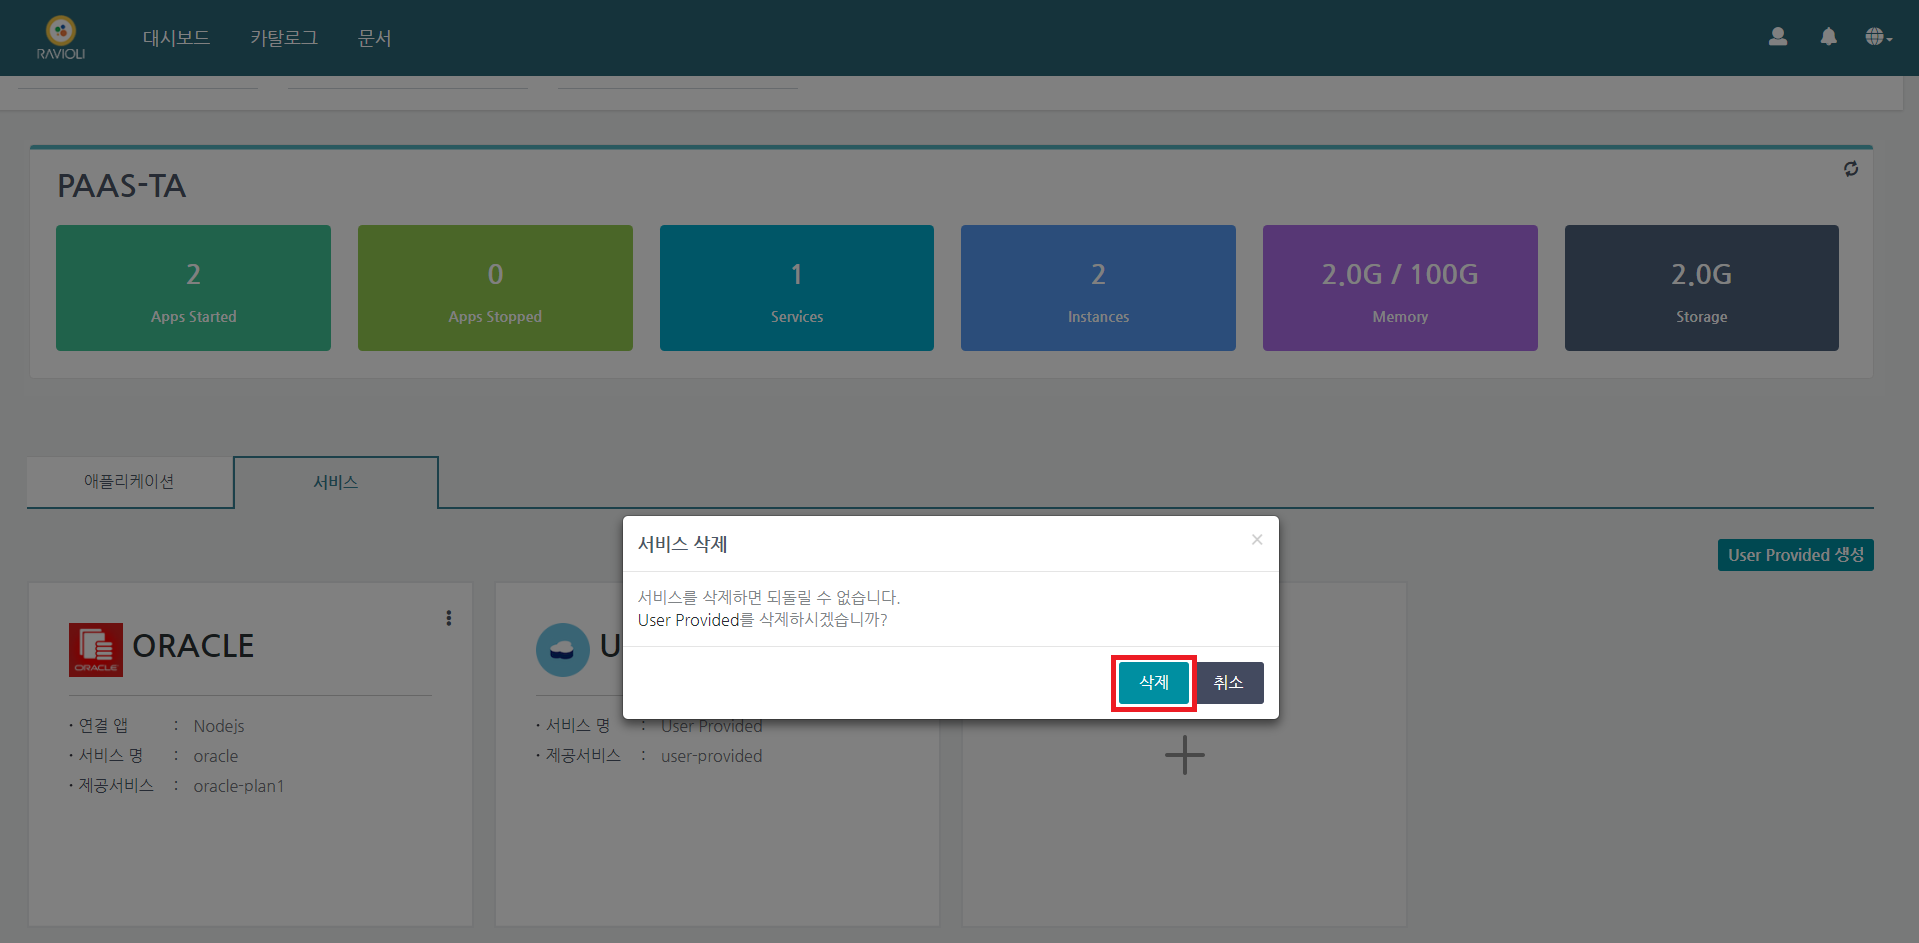 RAVIOLI
대시보드
카탈로그
문서
PAAS-TA
2
Apps Started
0
Apps Stopped
1
Services
2
Instances
2.0G / 100G
Memory
2.0G
Storage
애플리케이션
서비스
User Provided 생성
서비스 삭제
×
서비스를 삭제하면 되돌릴 수 없습니다.
User Provided를 삭제하시겠습니까?
삭제
취소
ORACLE
ORACLE
· 연결 앱 : Nodejs
· 서비스 명 : oracle
· 제공서비스 : oracle-plan1
U
· 서비스 명 : User Provided
· 제공서비스 : user-provided